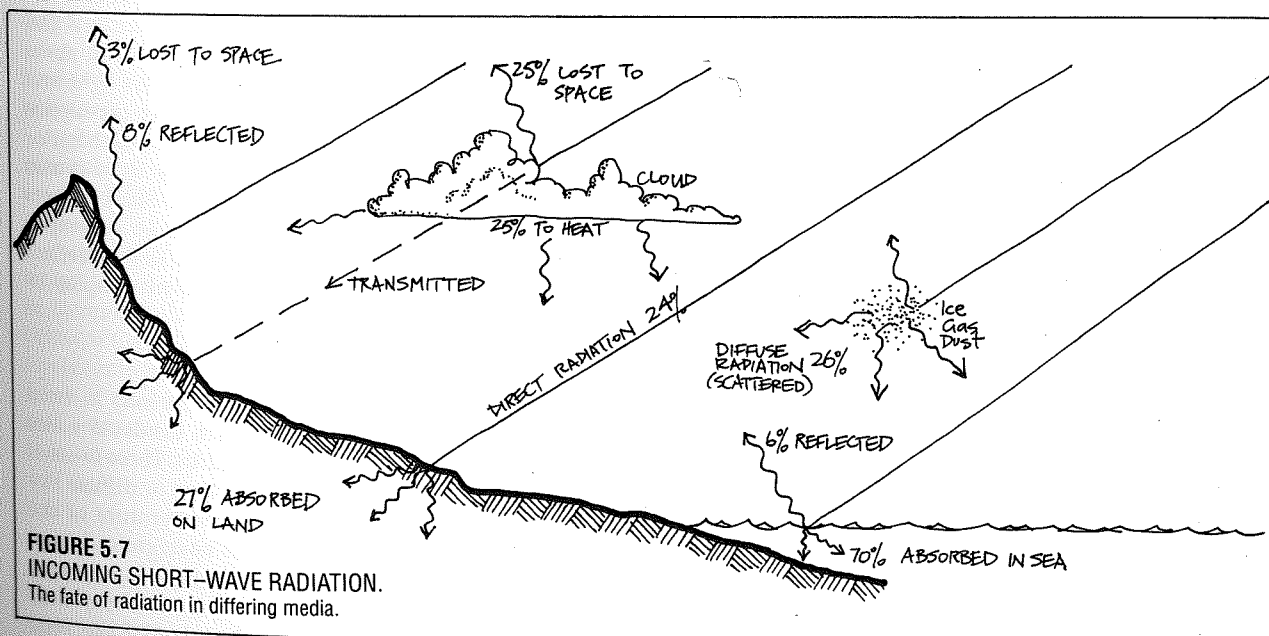 3% LOST TO SPACE
8% REFLECTED
25% LOST TO
SPACE
CLOUD
25% TO HEAT
TRANSMITTED
DIRECT RADIATION 24%
Ice
Gas
Dust
DIFFUSE
RADIATION 26%
(SCATTERED)
6% REFLECTED
27% ABSORBED
ON LAND
70% ABSORBED IN SEA
FIGURE 5.7
INCOMING SHORT–WAVE RADIATION.
The fate of radiation in differing media.